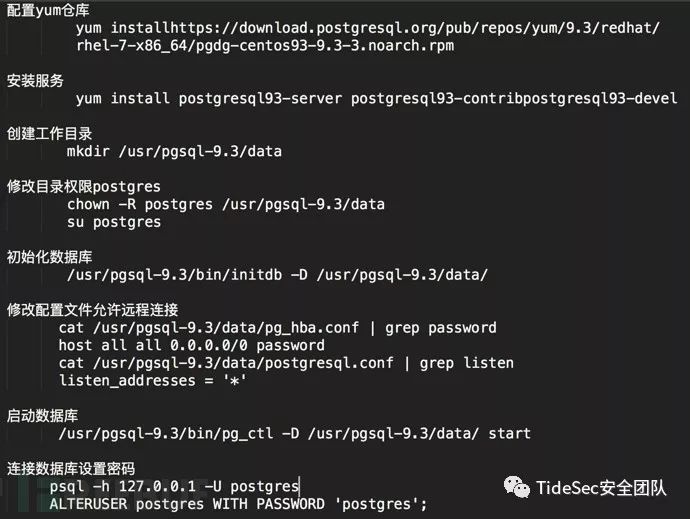 配置yum仓库
yum installhttps://download.postgresql.org/pub/repos/yum/9.3/redhat/
rhel-7-x86_64/pgdg-centos93-9.3-3.noarch.rpm
安装服务
yum install postgresql93-server postgresql93-contribpostgresql93-devel
创建工作目录
mkdir /usr/pgsql-9.3/data
修改目录权限postgres
chown -R postgres /usr/pgsql-9.3/data
su postgres
初始化数据库
/usr/pgsql-9.3/bin/initdb -D /usr/pgsql-9.3/data/
修改配置文件允许远程连接
cat /usr/pgsql-9.3/data/pg_hba.conf | grep password
host all all 0.0.0.0/0 password
cat /usr/pgsql-9.3/data/postgresql.conf | grep listen
listen_addresses = '*'
启动数据库
/usr/pgsql-9.3/bin/pg_ctl -D /usr/pgsql-9.3/data/ start
连接数据库设置密码
psql -h 127.0.0.1 -U postgres
ALTERUSER postgres WITH PASSWORD 'postgres';
TideSec安全团队